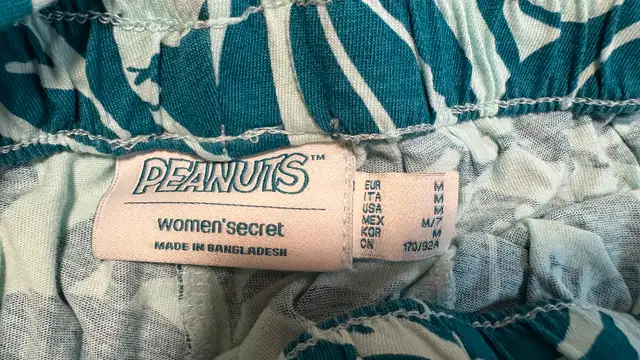 PEANUTS™
women'secret
MADE IN BANGLADESH
EUR M
ITA M
USA M
MEX M/7
KOR M
CN 170/92A